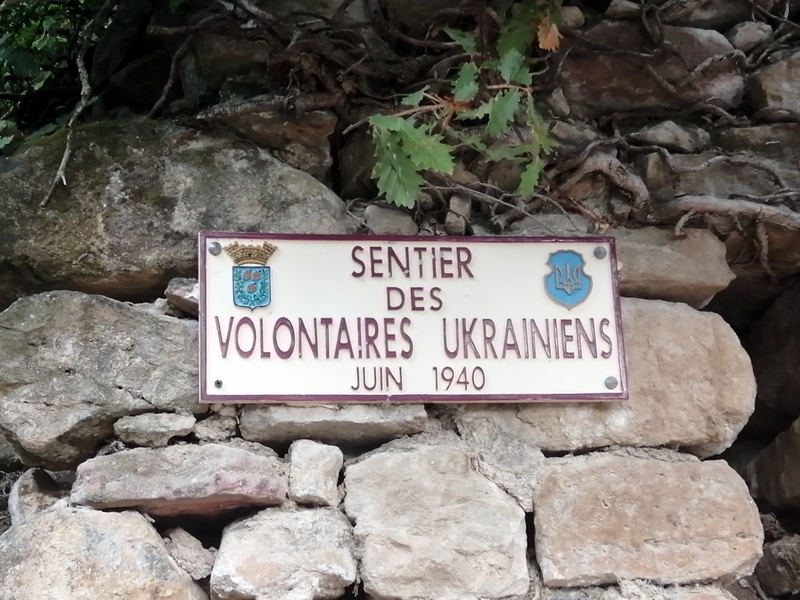 SENTIER
DES
VOLONTAIRES UKRAINIENS
JUIN 1940